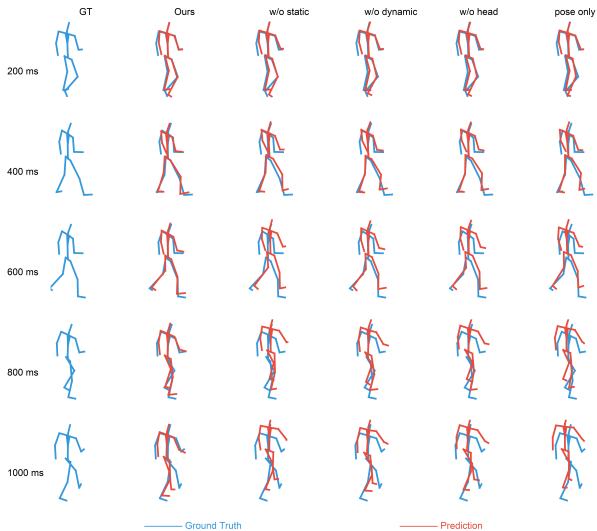 GT Ours w/o static w/o dynamic w/o head pose only
200 ms
400 ms
600 ms
800 ms
1000 ms
Ground Truth Prediction